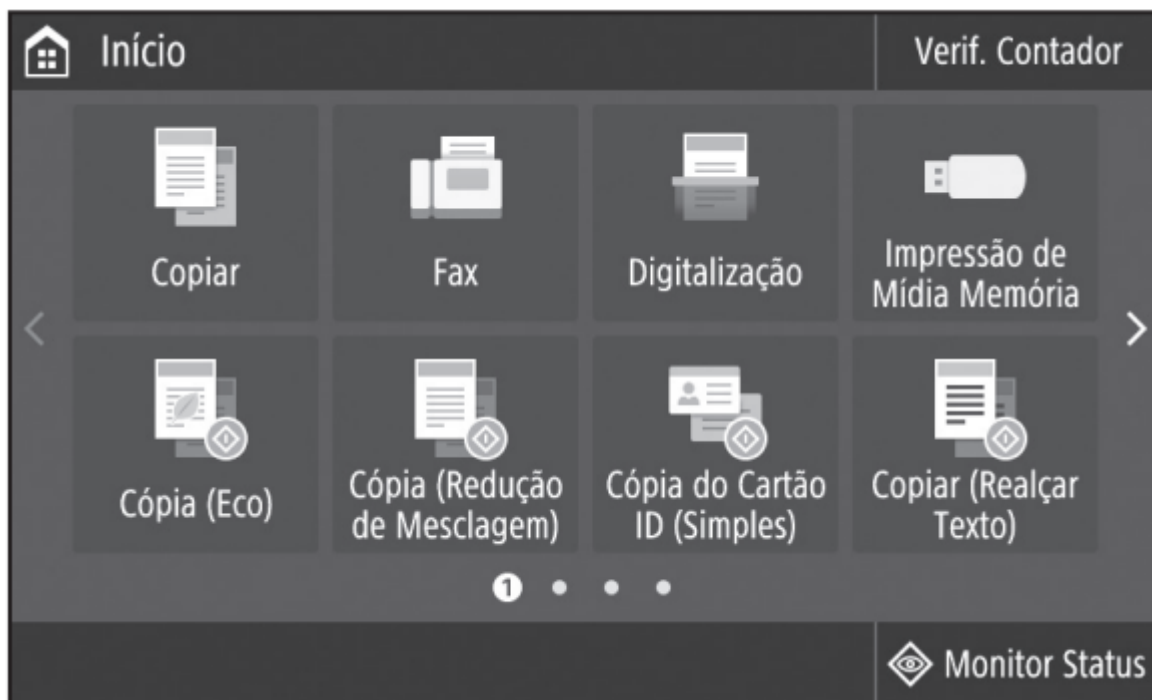 Início
Verif. Contador
Copiar
Fax
Digitalização
Impressão de
Mídia Memória
Cópia (Eco)
Cópia (Redução
de Mesclagem)
Cópia do Cartão
ID (Simples)
Copiar (Realçar
Texto)
1
Monitor Status